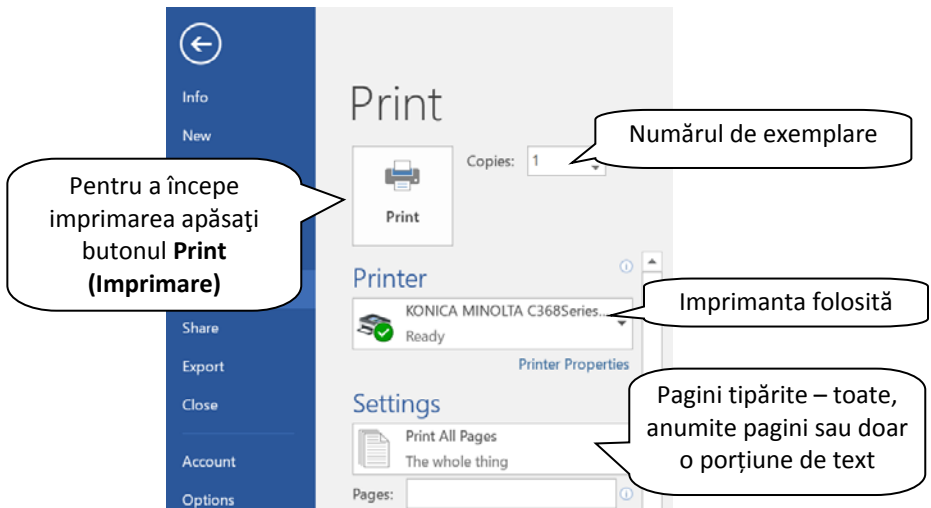 Info
New
Share
Export
Close
Account
Options
Print
Copies: 1
Print
Printer
KONICA MINOLTA C368Series...
Ready
Printer Properties
Settings
Print All Pages
The whole thing
Pages:
Numărul de exemplare
Pentru a începe
imprimarea apăsaţi
butonul Print
(Imprimare)
Imprimanta folosită
Pagini tipărite – toate,
anumite pagini sau doar
o porțiune de text